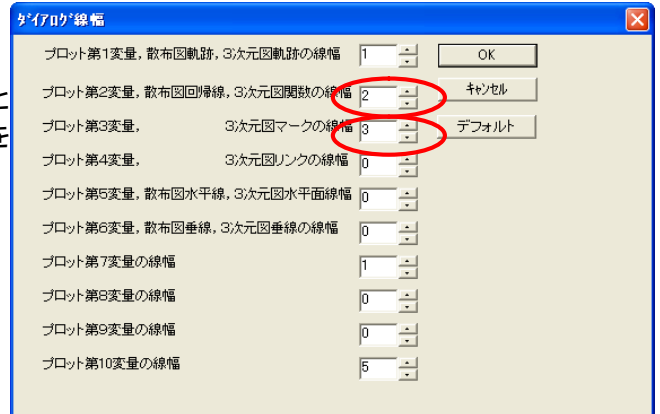 ﾀﾞｲｱﾛｸﾞ線幅
プロット第1変量, 散布図軌跡, 3次元図軌跡の線幅 1 OK
と プロット第2変量, 散布図回帰線, 3次元図関数の線幅 2 ｷｬﾝｾﾙ
を プロット第3変量, 3次元図マークの線幅 3 デフォルト
プロット第4変量, 3次元図リンクの線幅 0
プロット第5変量, 散布図水平線, 3次元図水平面線幅 0
プロット第6変量, 散布図垂線, 3次元図垂線の線幅 0
プロット第7変量の線幅 1
プロット第8変量の線幅 0
プロット第9変量の線幅 0
プロット第10変量の線幅 5